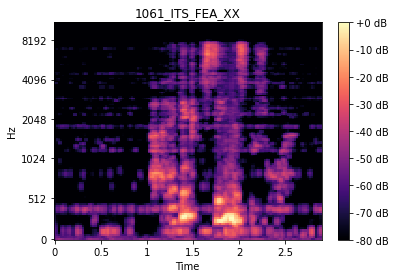 1061_ITS_FEA_XX
Hz
8192
4096
2048
1024
512
0
0
0.5
1
1.5
2
2.5
Time
+0 dB
-10 dB
-20 dB
-30 dB
-40 dB
-50 dB
-60 dB
-70 dB
-80 dB